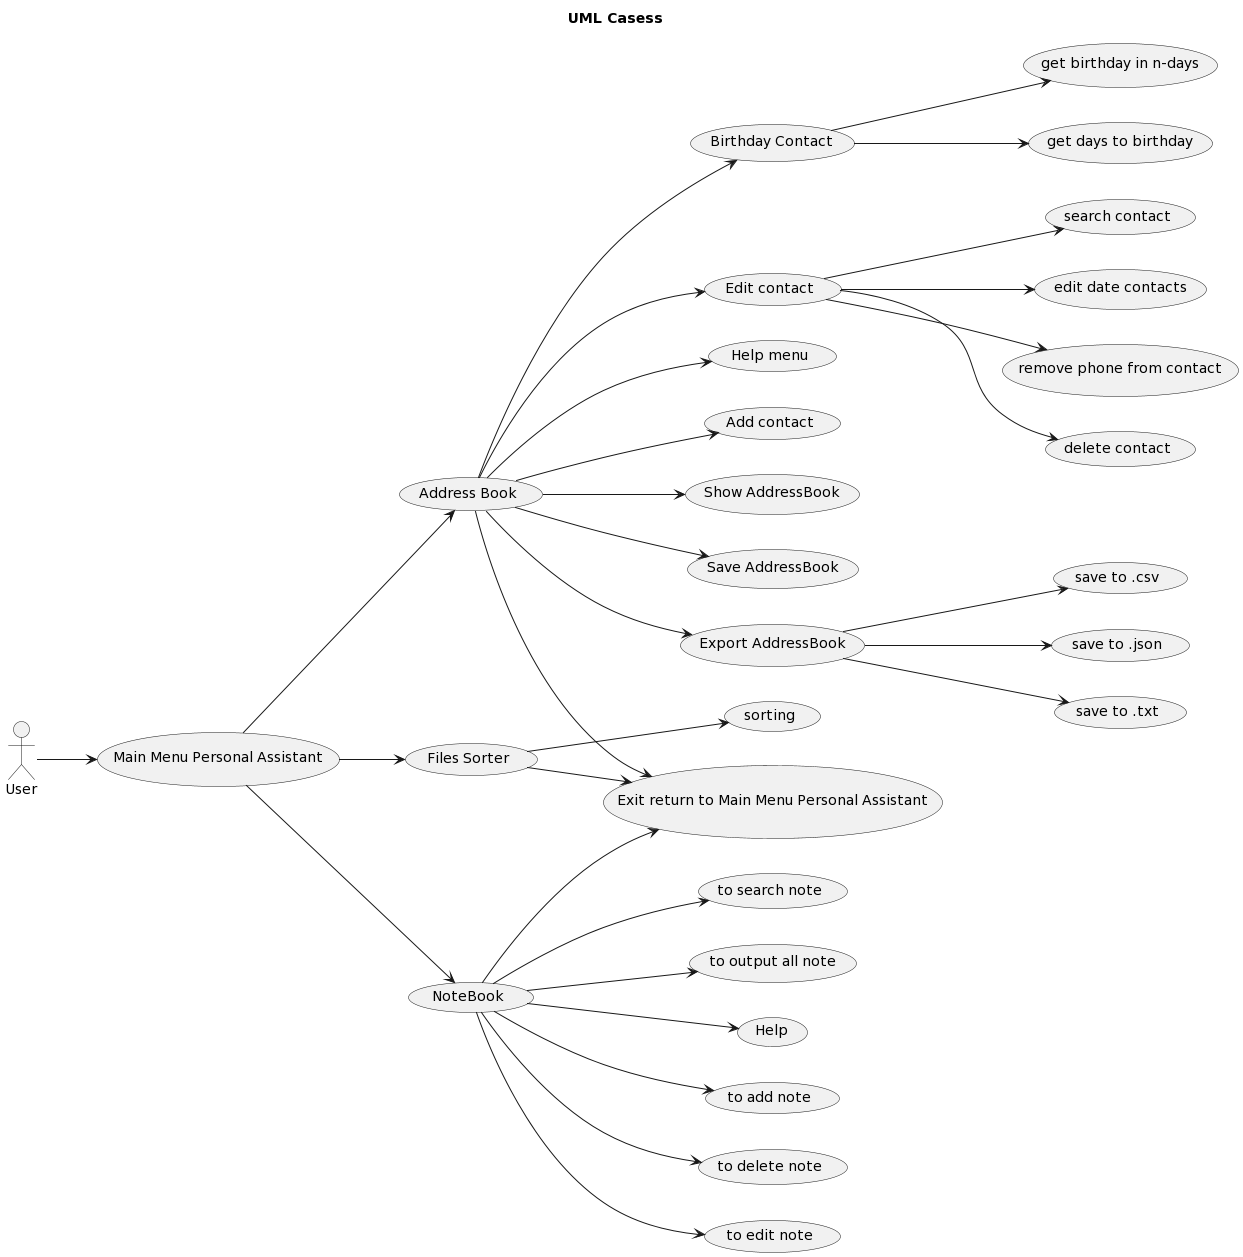 UML Casess
get birthday in n-days
Birthday Contact
get days to birthday
search contact
Edit contact
edit date contacts
Help menu
remove phone from contact
Add contact
delete contact
Address Book
Show AddressBook
Save AddressBook
save to .csv
Export AddressBook
save to .json
sorting
save to .txt
Main Menu Personal Assistant
Files Sorter
User
Exit return to Main Menu Personal Assistant
to search note
to output all note
NoteBook
Help
to add note
to delete note
to edit note